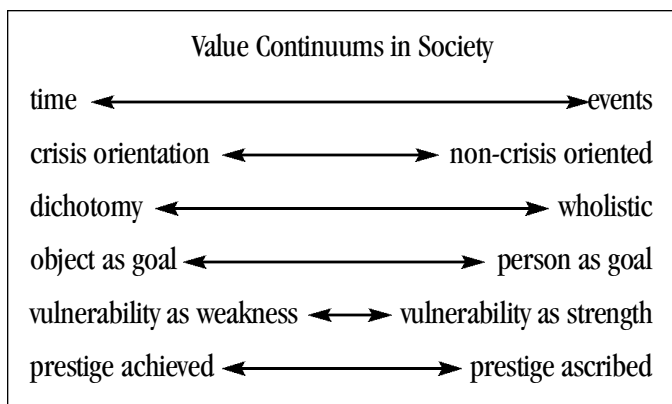 Value Continuums in Society
time events
crisis orientation non-crisis oriented
dichotomy wholistic
object as goal person as goal
vulnerability as weakness vulnerability as strength
prestige achieved prestige ascribed